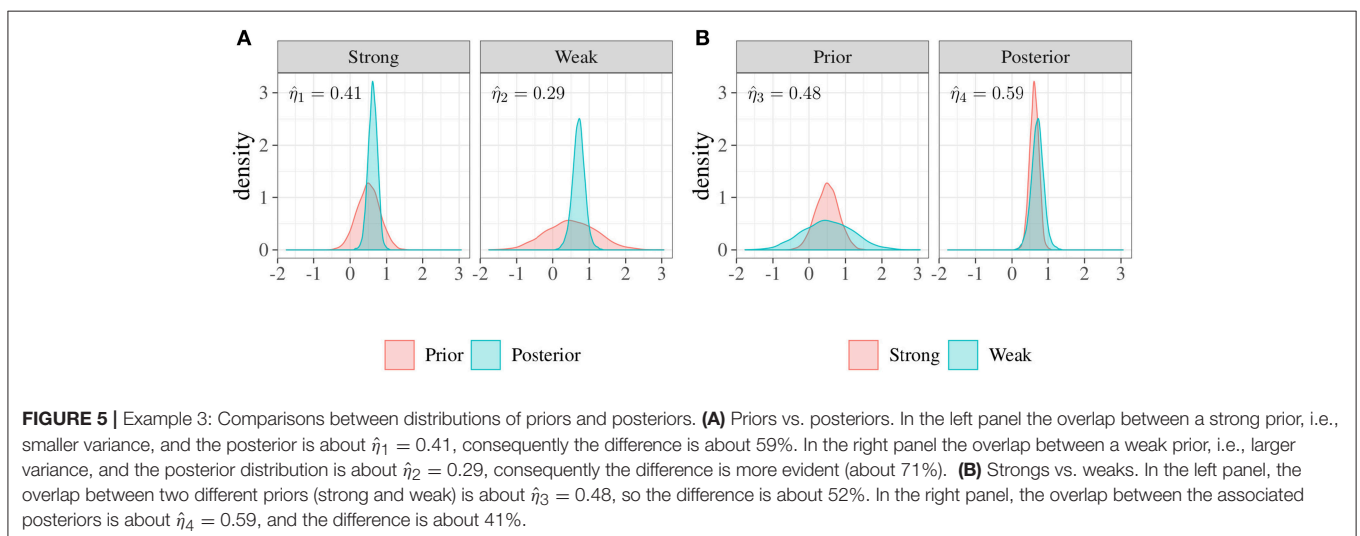 A
B
Strong
Weak
Prior
Posterior
η̂₁ = 0.41
η̂₂ = 0.29
η̂₃ = 0.48
η̂₄ = 0.59
density
3
2
1
0
-2 -1 0 1 2 3
-2 -1 0 1 2 3
density
3
2
1
0
-2 -1 0 1 2 3
-2 -1 0 1 2 3
Prior Posterior
Strong Weak
FIGURE 5 | Example 3: Comparisons between distributions of priors and posteriors. (A) Priors vs. posteriors. In the left panel the overlap between a strong prior, i.e.,
smaller variance, and the posterior is about η̂₁ = 0.41, consequently the difference is about 59%. In the right panel the overlap between a weak prior, i.e., larger
variance, and the posterior distribution is about η̂₂ = 0.29, consequently the difference is more evident (about 71%). (B) Strongs vs. weaks. In the left panel, the
overlap between two different priors (strong and weak) is about η̂₃ = 0.48, so the difference is about 52%. In the right panel, the overlap between the associated
posteriors is about η̂₄ = 0.59, and the difference is about 41%.